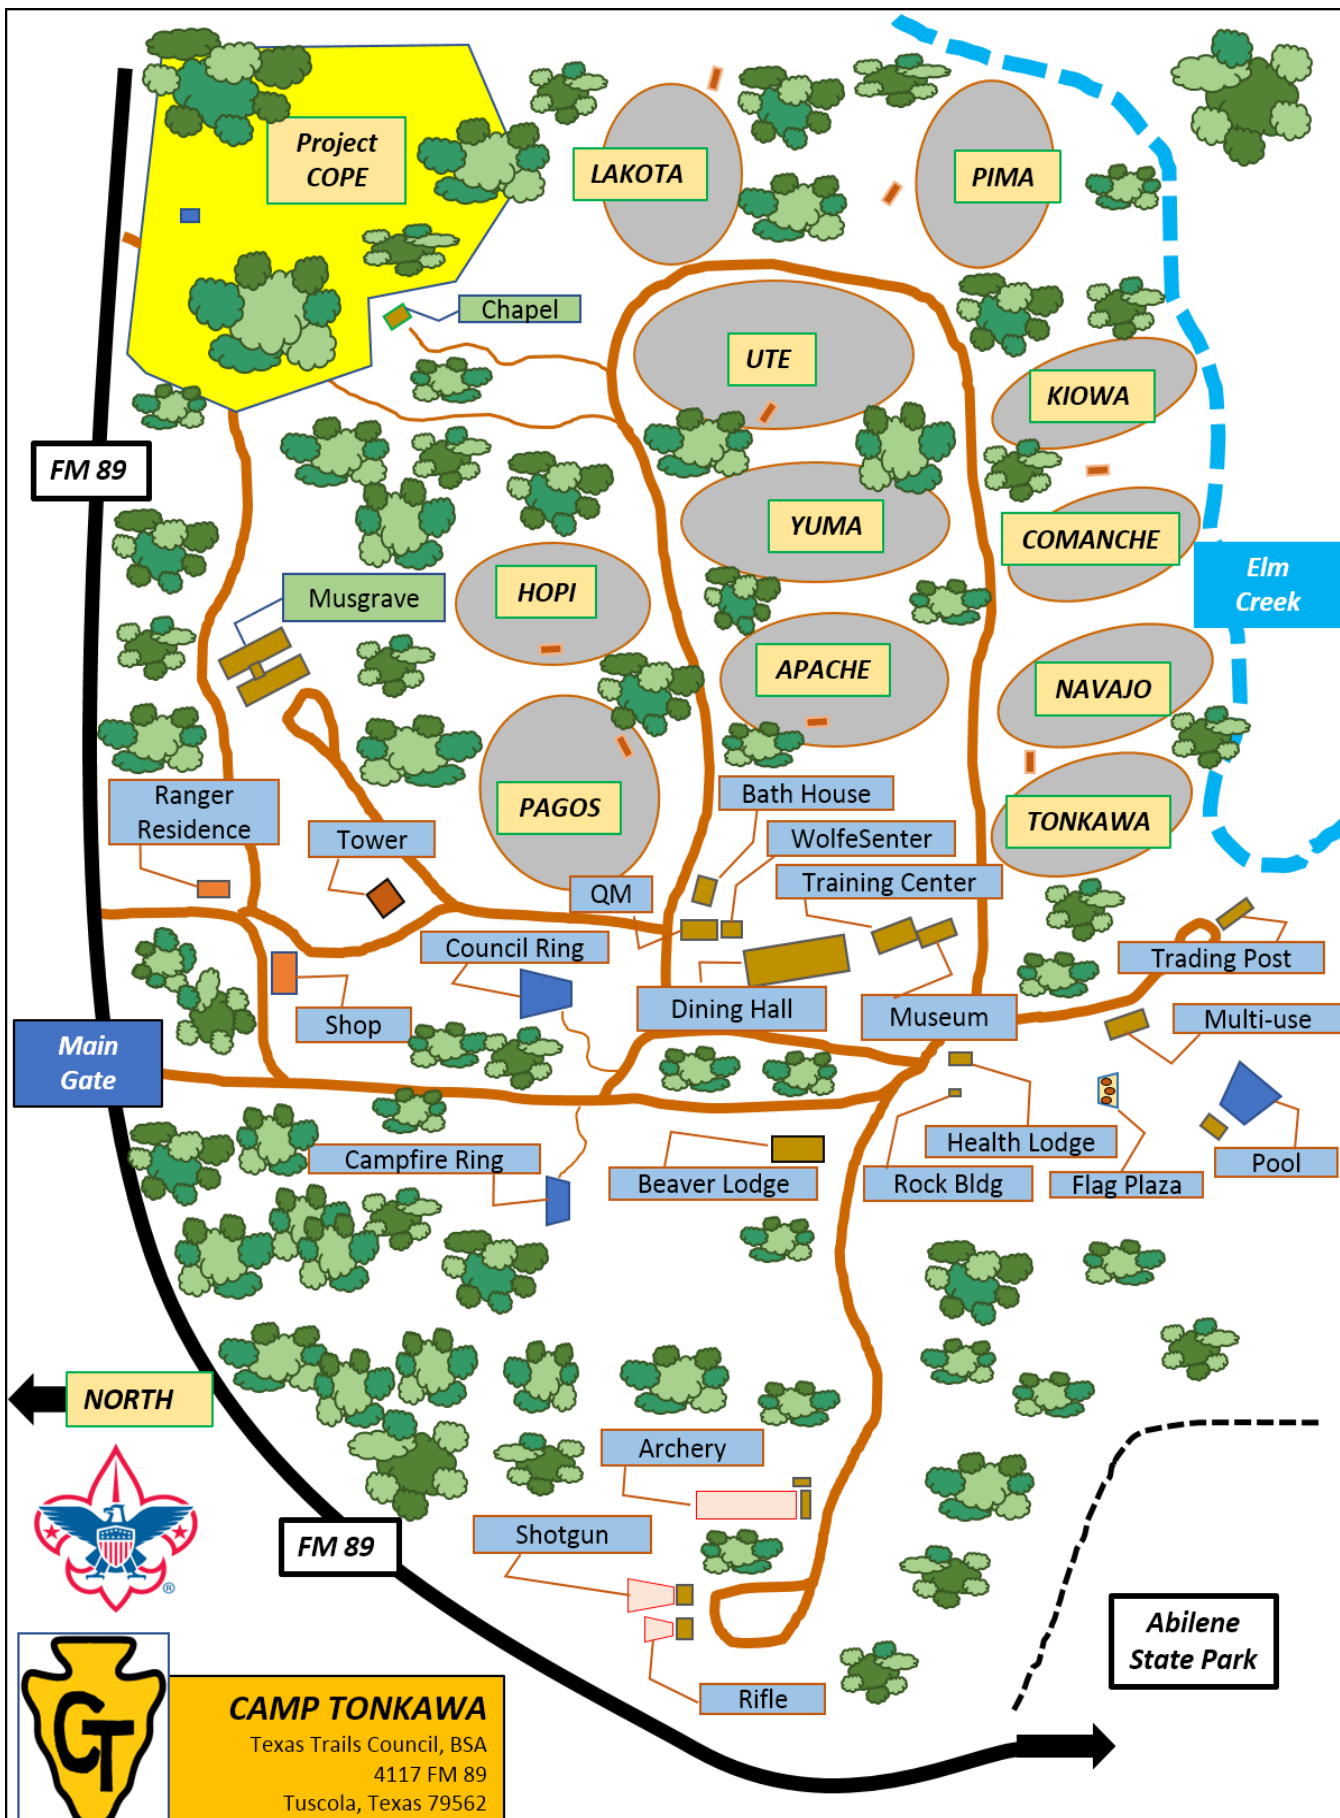 Project
COPE
LAKOTA
PIMA
Chapel
UTE
KIOWA
FM 89
YUMA
COMANCHE
Elm
Creek
HOPI
Musgrave
APACHE
NAVAJO
Ranger
Residence
Tower
PAGOS
Bath House
WolfeSenter
Training Center
TONKAWA
QM
Council Ring
Trading Post
Shop
Dining Hall
Museum
Multi-use
Main
Gate
Campfire Ring
Beaver Lodge
Rock Bldg
Health Lodge
Flag Plaza
Pool
NORTH
Archery
Shotgun
FM 89
®
Abilene
State Park
Rifle
CT
CAMP TONKAWA
Texas Trails Council, BSA
4117 FM 89
Tuscola, Texas 79562